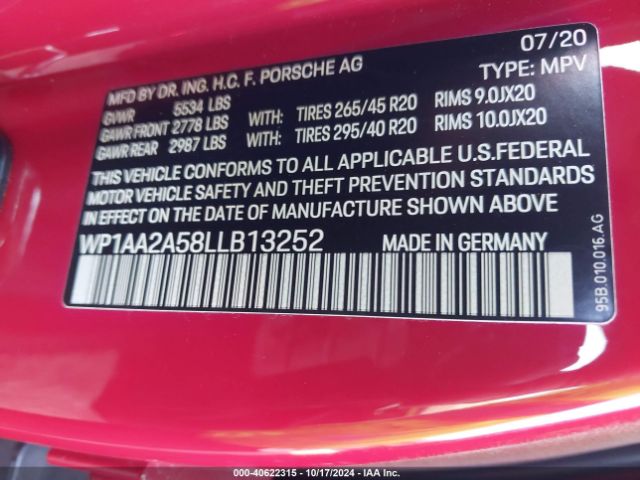 07/20
MFD BY DR. ING. H.C. F. PORSCHE AG TYPE: MPV
GVWR 5534 LBS
GAWR FRONT 2778 LBS WITH: TIRES 265/45 R20 RIMS 9.0JX20
GAWR REAR 2987 LBS WITH: TIRES 295/40 R20 RIMS 10.0JX20
THIS VEHICLE CONFORMS TO ALL APPLICABLE U.S.FEDERAL
MOTOR VEHICLE SAFETY AND THEFT PREVENTION STANDARDS
IN EFFECT ON THE DATE OF MANUFACTURE SHOWN ABOVE
WP1AA2A58LLB13252 MADE IN GERMANY
95B.010.016.AG
000-40622315 - 10/17/2024 - IAA Inc.